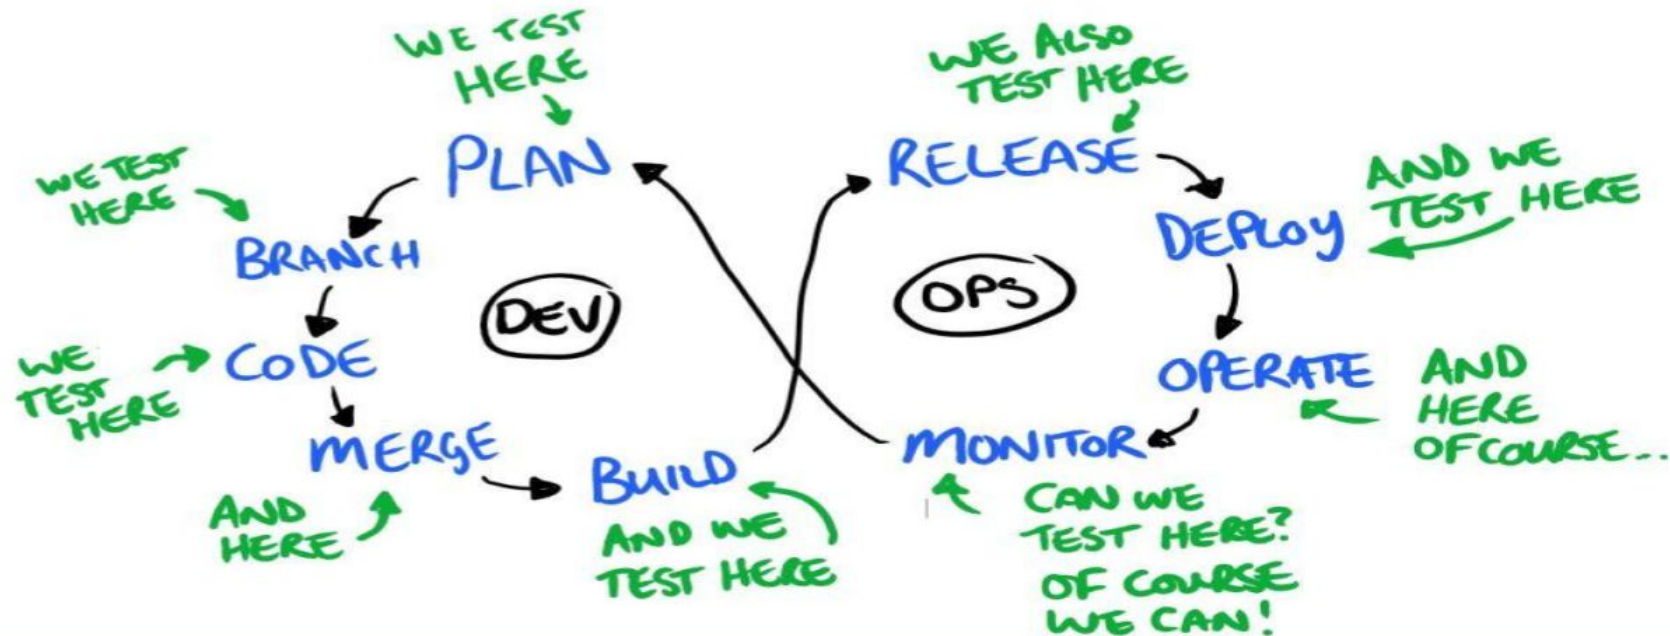 WE TEST
HERE
PLAN
WE TEST
HERE
BRANCH
DEV
WE
TEST
HERE
CODE
MERGE
AND
HERE
BUILD
AND WE
TEST HERE
WE ALSO
TEST HERE
RELEASE
AND WE
TEST HERE
DEPLOY
OPS
OPERATE
AND
HERE
OF COURSE...
MONITOR
CAN WE
TEST HERE?
OF COURSE
WE CAN!